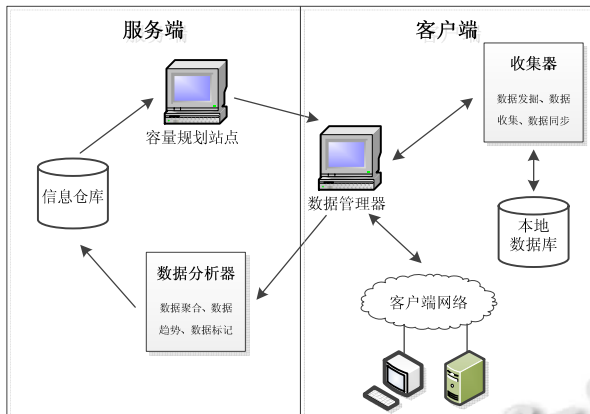 服务端
容量规划站点
信息仓库
数据分析器
数据聚合、数据
趋势、数据标记
客户端
收集器
数据发掘、数据
收集、数据同步
数据管理器
本地
数据库
客户端网络